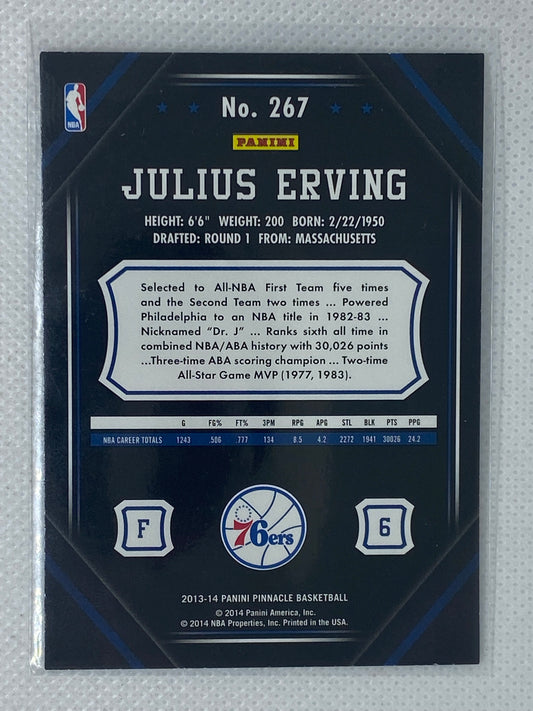 NBA
No. 267
PANINI
JULIUS ERVING
HEIGHT: 6'6" WEIGHT: 200 BORN: 2/22/1950
DRAFTED: ROUND 1 FROM: MASSACHUSETTS
Selected to All-NBA First Team five times
and the Second Team two times ... Powered
Philadelphia to an NBA title in 1982-83 ...
Nicknamed “Dr. J” ... Ranks sixth all time in
combined NBA/ABA history with 30,026 points
...Three-time ABA scoring champion ... Two-time
All-Star Game MVP (1977, 1983).
G FG% FT% 3PM RPG APG STL BLK PTS PPG
NBA CAREER TOTALS 1243 .506 .777 134 8.5 4.2 2272 1941 30026 24.2
F 76ers 6
2013-14 PANINI PINNACLE BASKETBALL
© 2014 Panini America, Inc.
© 2014 NBA Properties, Inc. Printed in the USA.